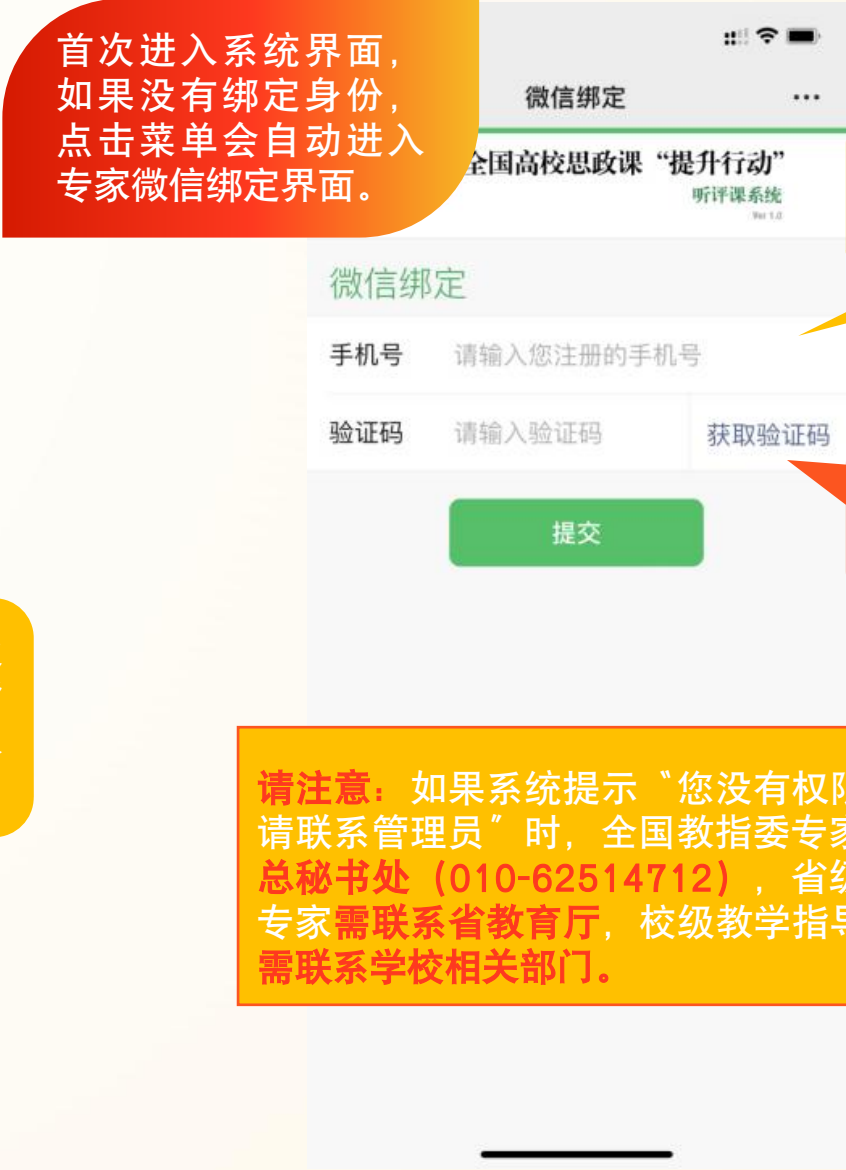 首次进入系统界面，
如果没有绑定身份，
点击菜单会自动进入
专家微信绑定界面。
微信绑定
全国高校思政课“提升行动”
听评课系统
Ver 1.0
微信绑定
手机号 请输入您注册的手机号
验证码 请输入验证码 获取验证码
提交
请注意：如果系统提示〝您没有权限
请联系管理员〞时，全国教指委专家
总秘书处（010-62514712），省级
专家需联系省教育厅，校级教学指导
需联系学校相关部门。